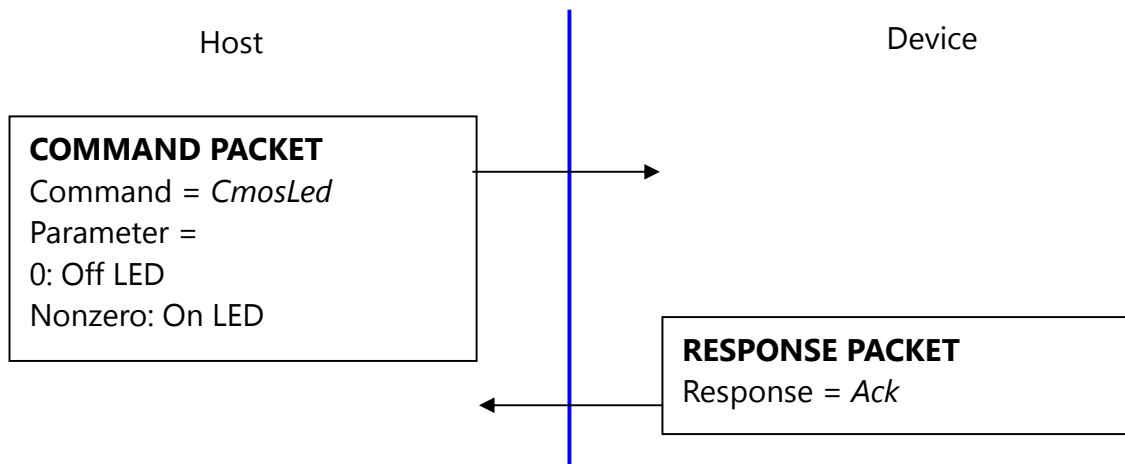 Host
Device
COMMAND PACKET
Command = CmosLed
Parameter =
0: Off LED
Nonzero: On LED
RESPONSE PACKET
Response = Ack